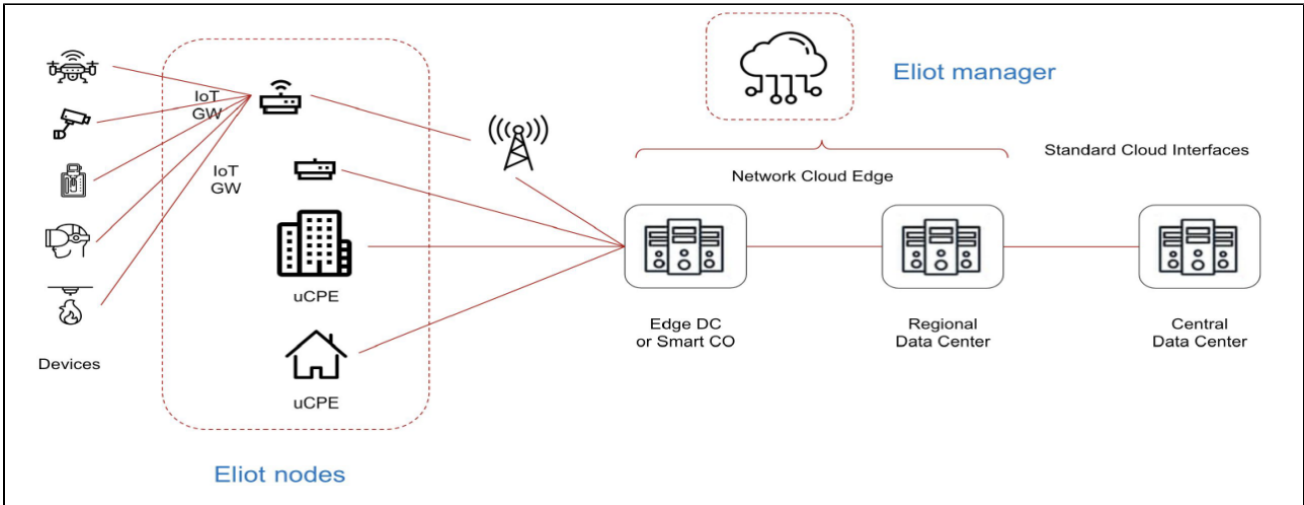 Eliot manager
IoT
GW
Standard Cloud Interfaces
Network Cloud Edge
IoT
GW
uCPE
Edge DC
or Smart CO
Regional
Data Center
Central
Data Center
Devices
uCPE
Eliot nodes